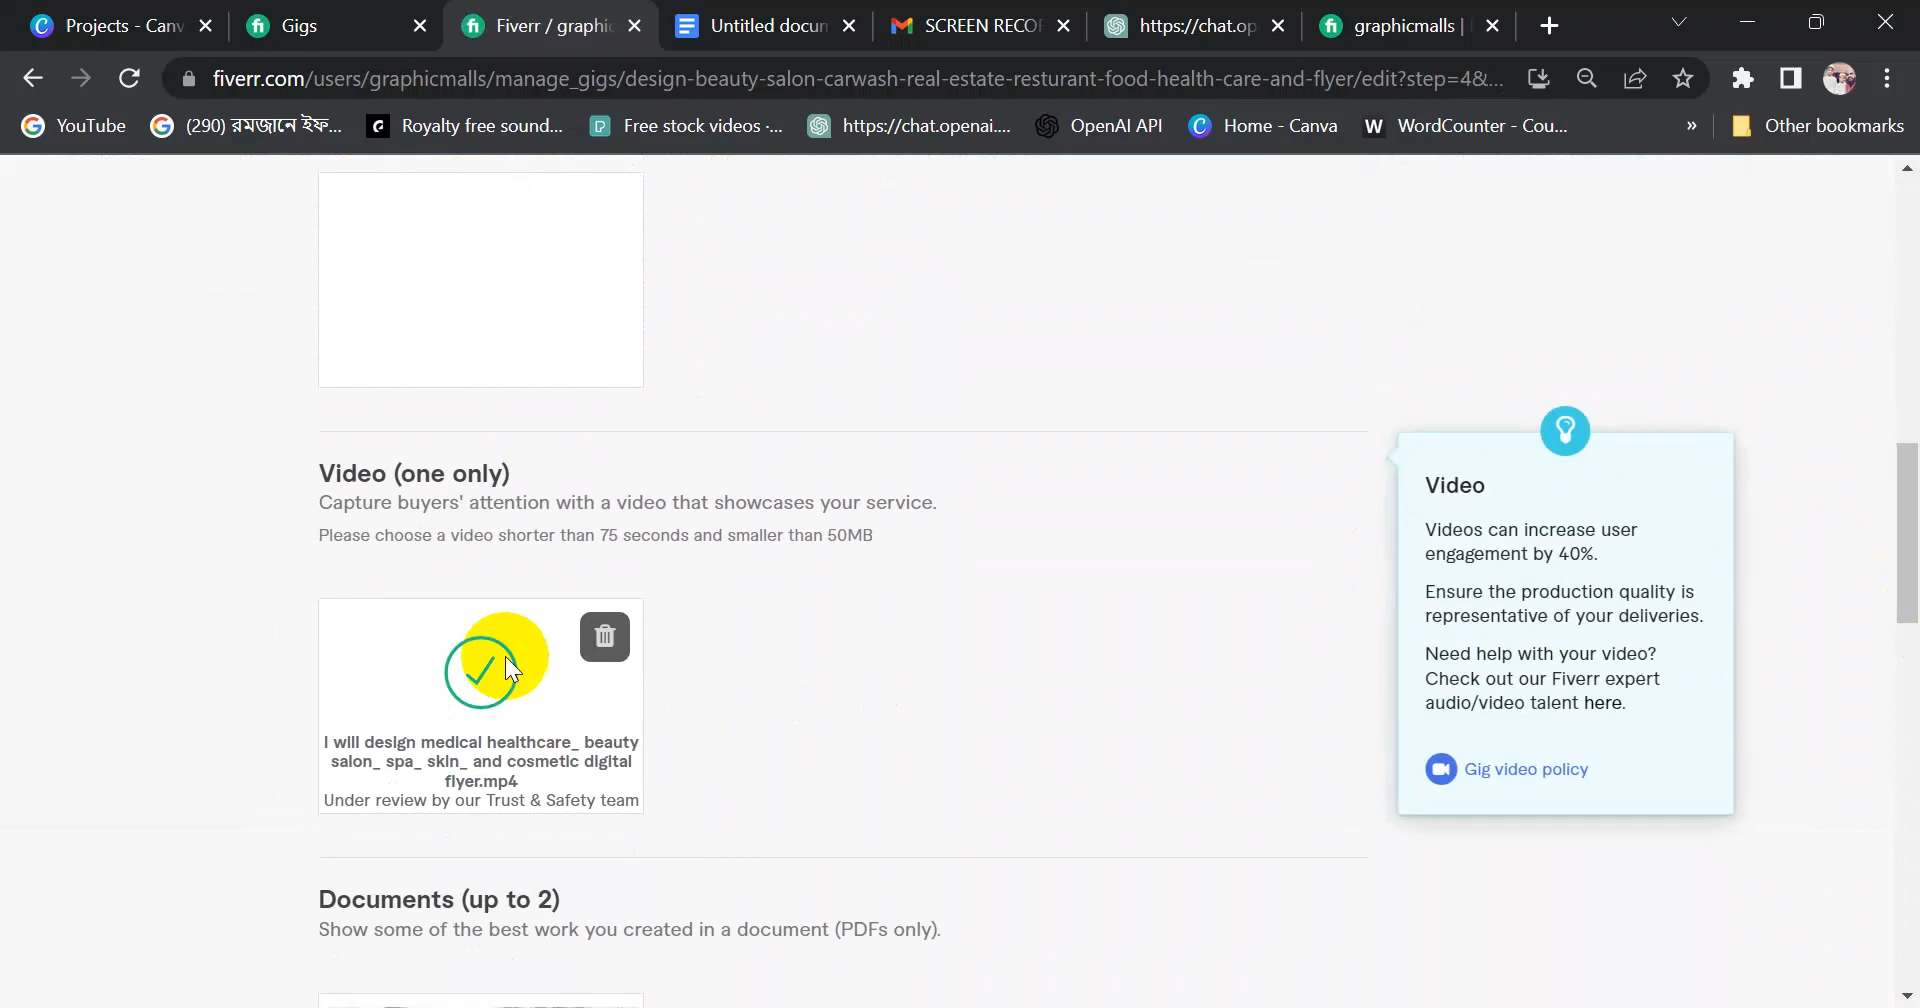 Projects - Canv
Gigs
Fiverr / graphic
Untitled docun
SCREEN RECOR
https://chat.op
graphicmalls |
fiverr.com/users/graphicmalls/manage_gigs/design-beauty-salon-carwash-real-estate-resturant-food-health-care-and-flyer/edit?step=4&...
YouTube
(290) রমজানে ইফ...
Royalty free sound...
Free stock videos ·...
https://chat.openai....
OpenAI API
Home - Canva
WordCounter - Cou...
»
Other bookmarks
Video (one only)
Capture buyers' attention with a video that showcases your service.
Please choose a video shorter than 75 seconds and smaller than 50MB
I will design medical healthcare_ beauty
salon_ spa_ skin_ and cosmetic digital
flyer.mp4
Under review by our Trust & Safety team
Video
Videos can increase user
engagement by 40%.
Ensure the production quality is
representative of your deliveries.
Need help with your video?
Check out our Fiverr expert
audio/video talent here.
Gig video policy
Documents (up to 2)
Show some of the best work you created in a document (PDFs only).